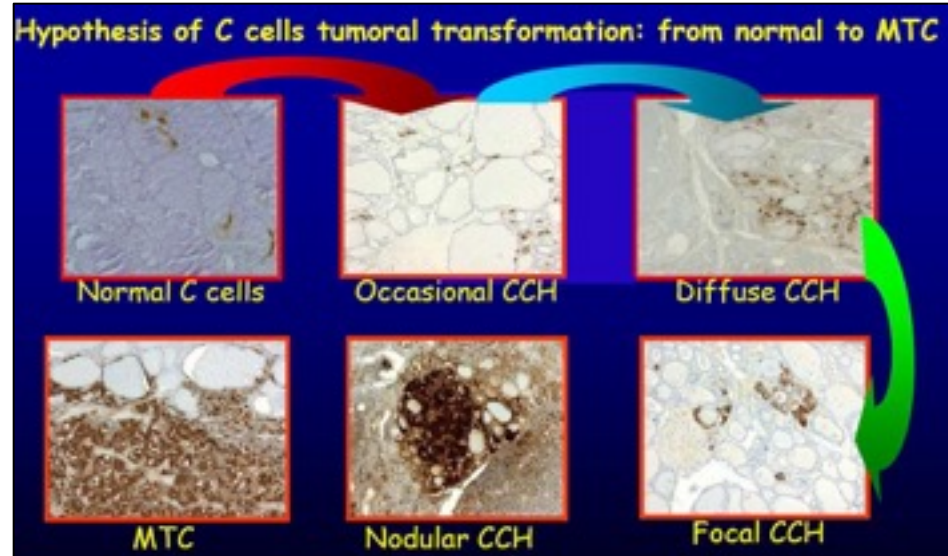 Hypothesis of C cells tumoral transformation: from normal to MTC
Normal C cells
Occasional CCH
Diffuse CCH
MTC
Nodular CCH
Focal CCH